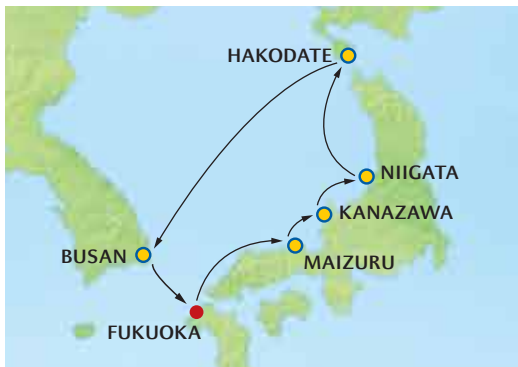 HAKODATE
NIIGATA
KANAZAWA
BUSAN
MAIZURU
FUKUOKA